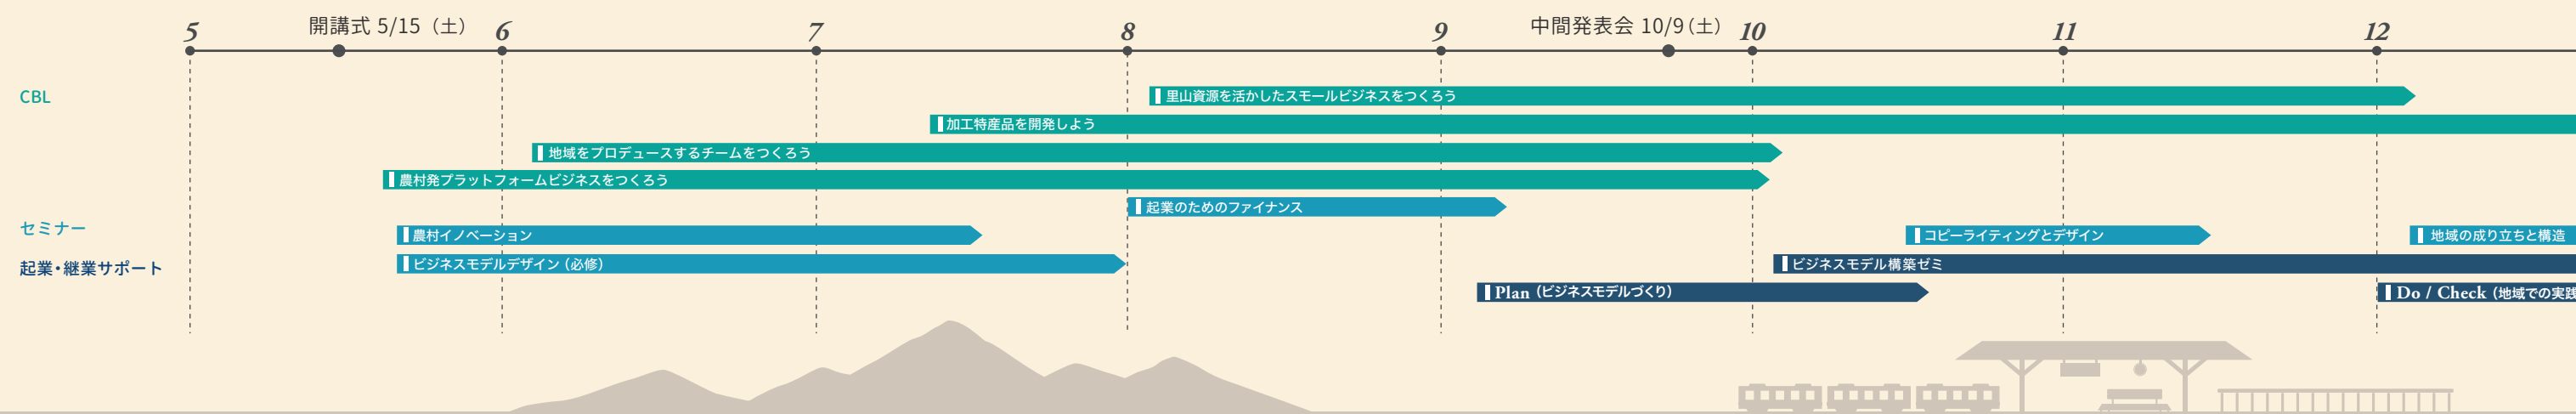 5
開講式 5/15（土）
6
7
8
9
中間発表会 10/9（土）
10
11
12
CBL
里山資源を活かしたスモールビジネスをつくろう
加工特産品を開発しよう
地域をプロデュースするチームをつくろう
農村発プラットフォームビジネスをつくろう
起業のためのファイナンス
セミナー
農村イノベーション
コピーライティングとデザイン
地域の成り立ちと構造
起業・継業サポート
ビジネスモデルデザイン（必修）
ビジネスモデル構築ゼミ
Plan（ビジネスモデルづくり）
Do / Check（地域での実践